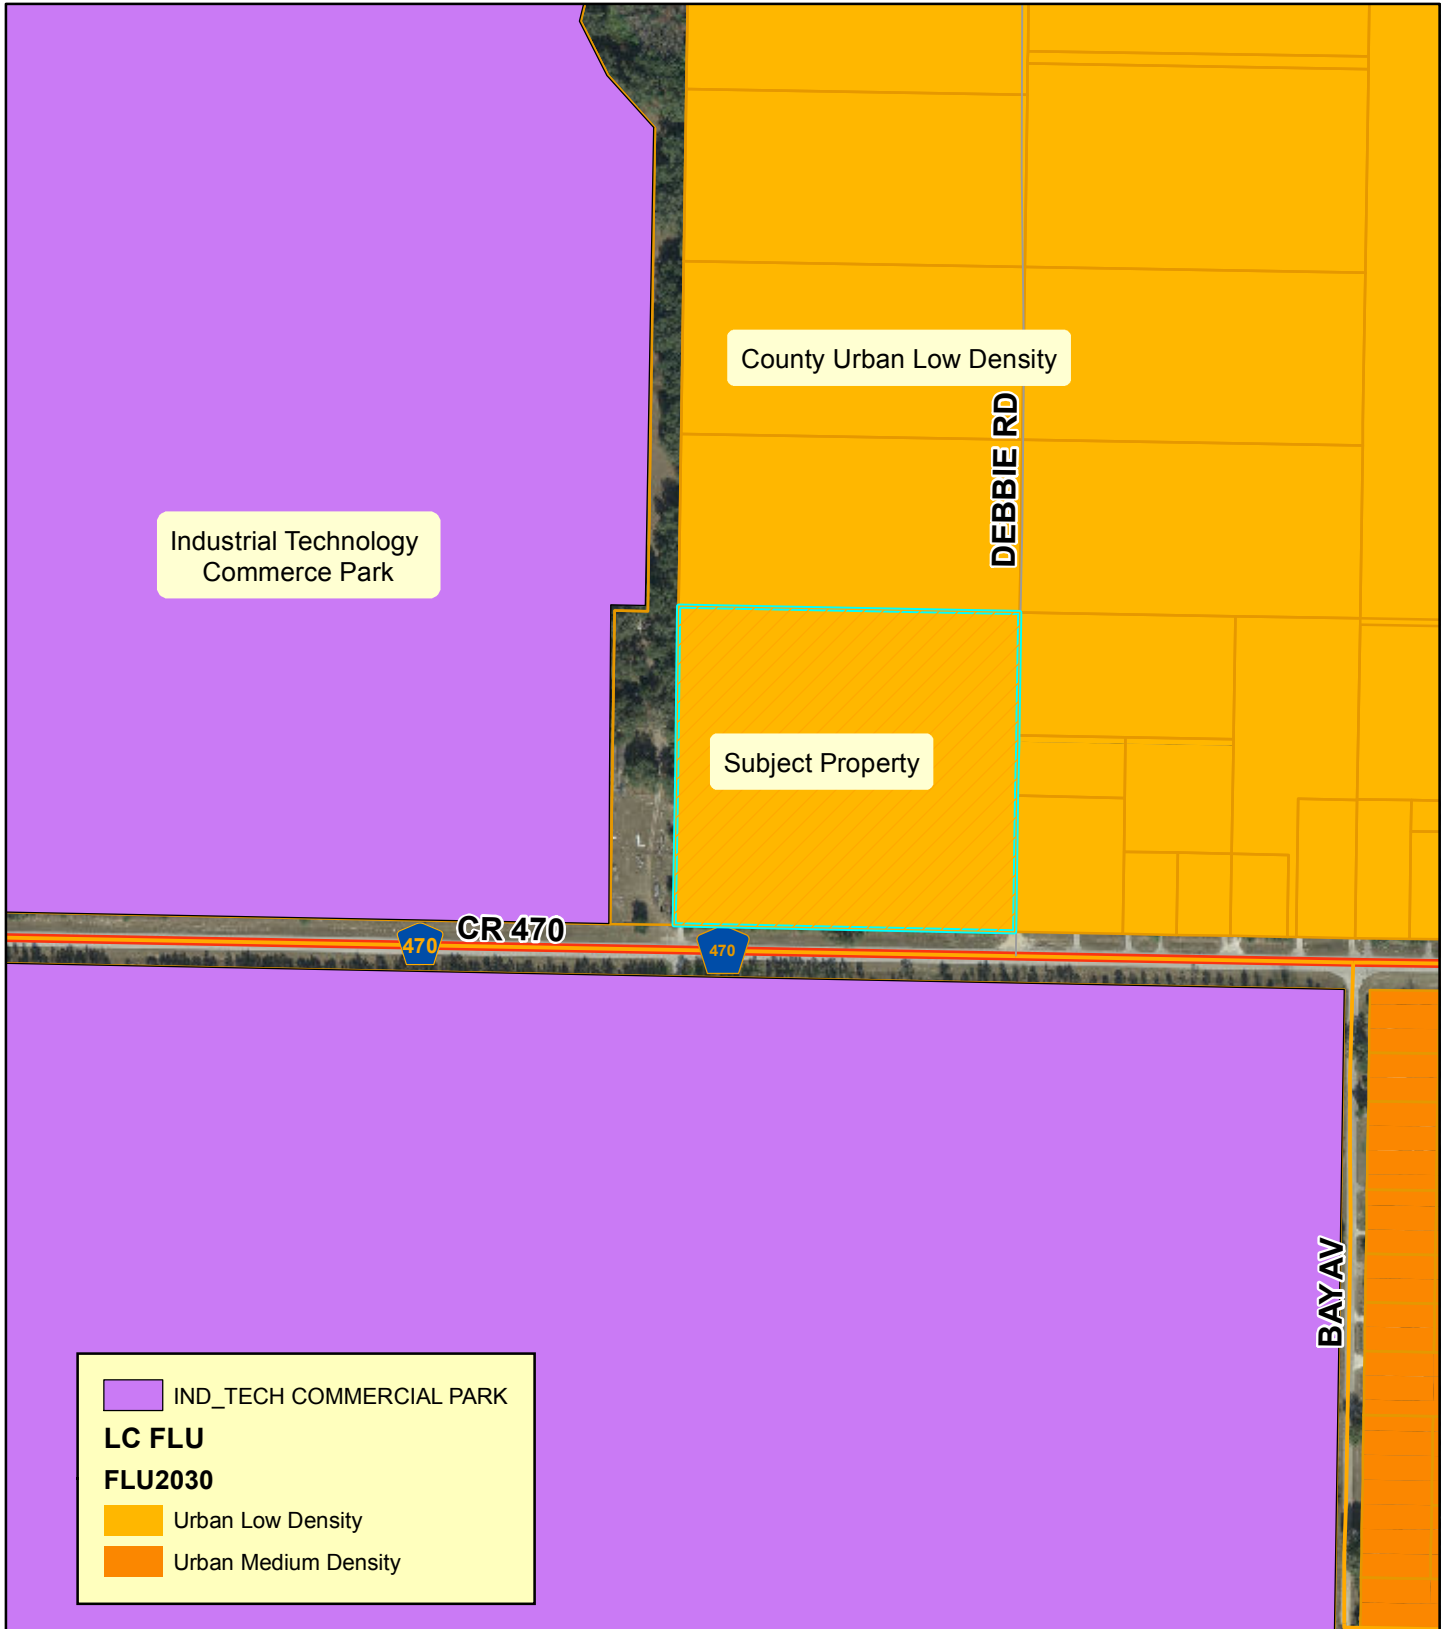 County Urban Low Density
DEBBIE RD
Industrial Technology
Commerce Park
Subject Property
CR 470
470
470
BAY AV
IND_TECH COMMERCIAL PARK
LC FLU
FLU2030
Urban Low Density
Urban Medium Density